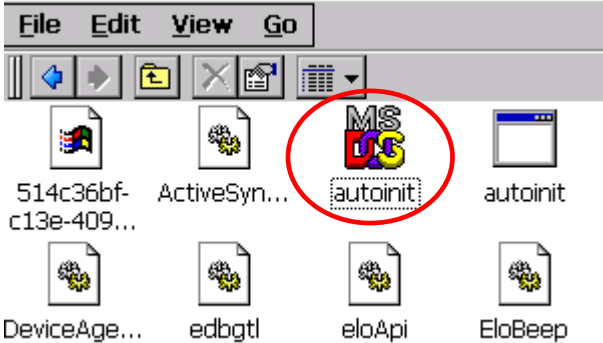 File Edit View Go
MS
DOS
514c36bf-
c13e-409...
ActiveSyn...
autoinit
autoinit
DeviceAge...
edbgtl
eloApi
EloBeep